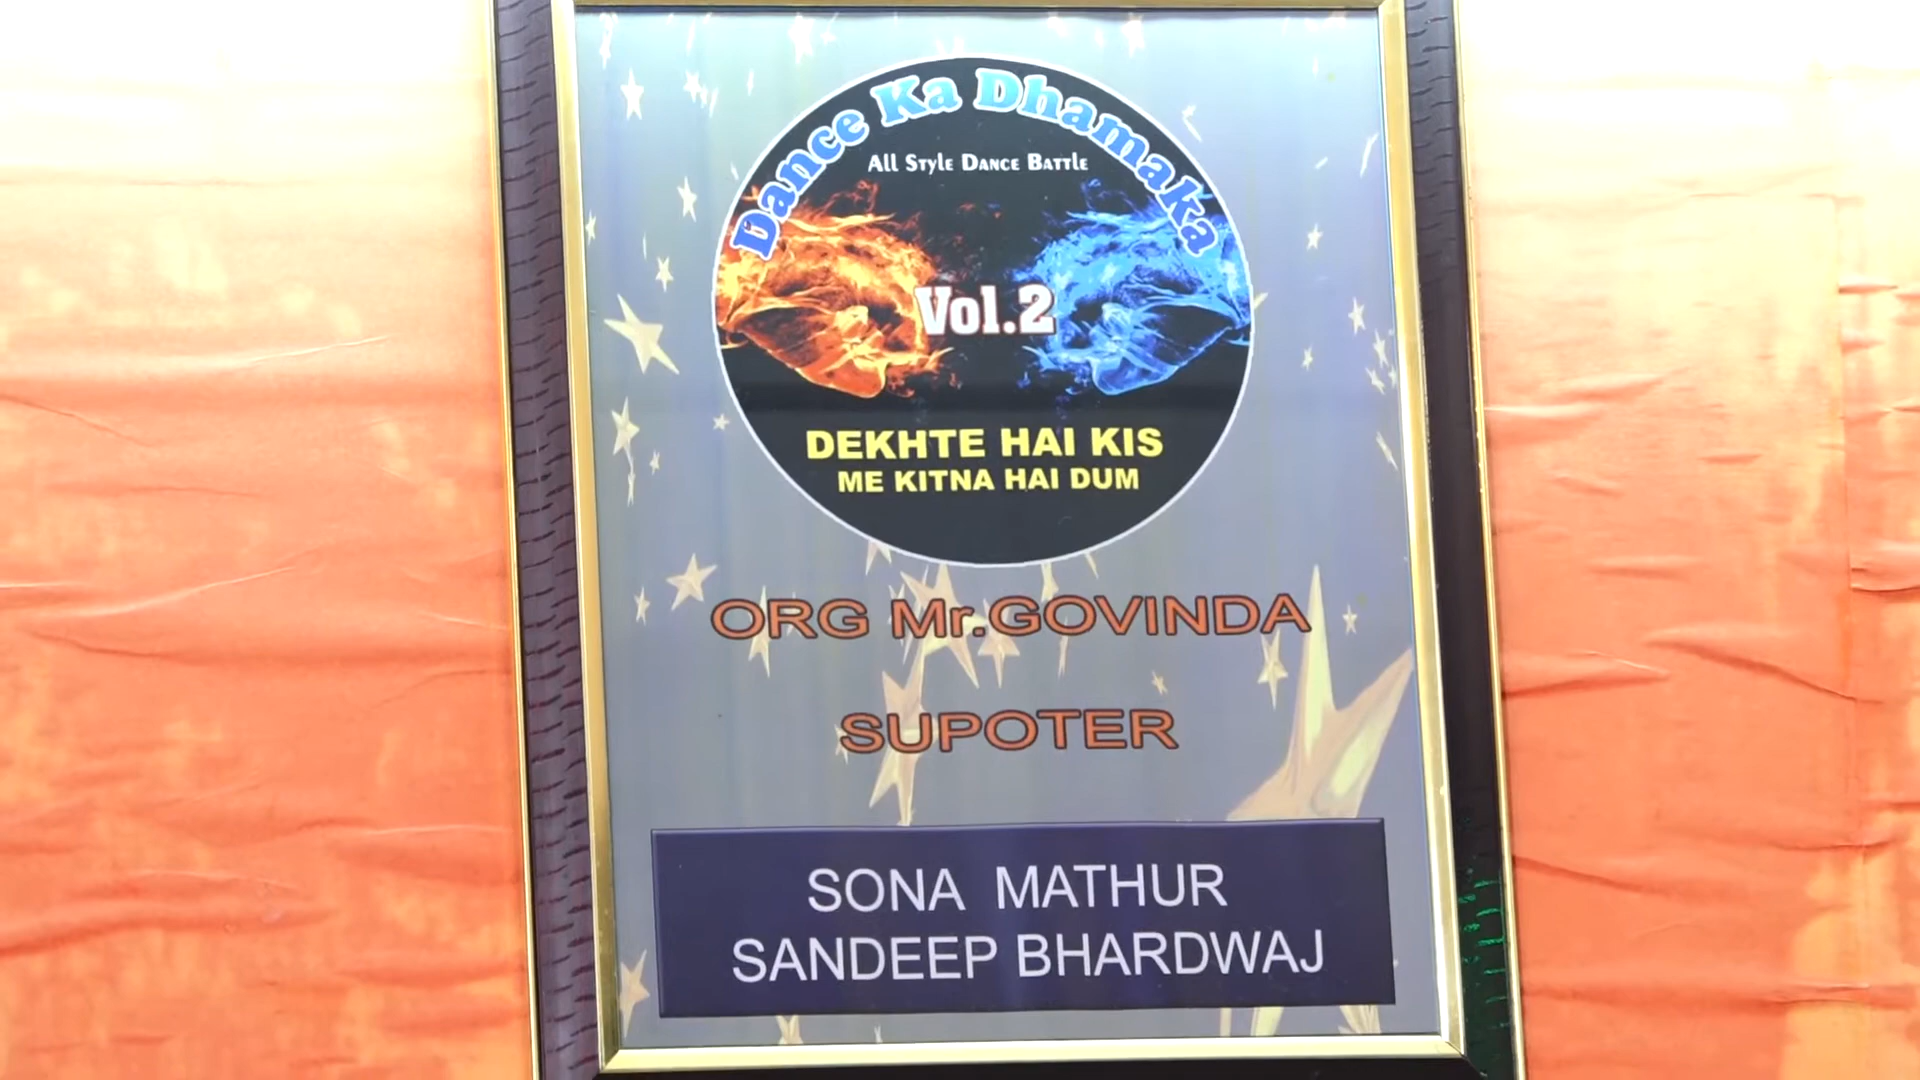 Dance Ka Dhamaka
All Style Dance Battle
Vol.2
DEKHTE HAI KIS
ME KITNA HAI DUM
ORG Mr.GOVINDA
SUPOTER
SONA MATHUR
SANDEEP BHARDWAJ